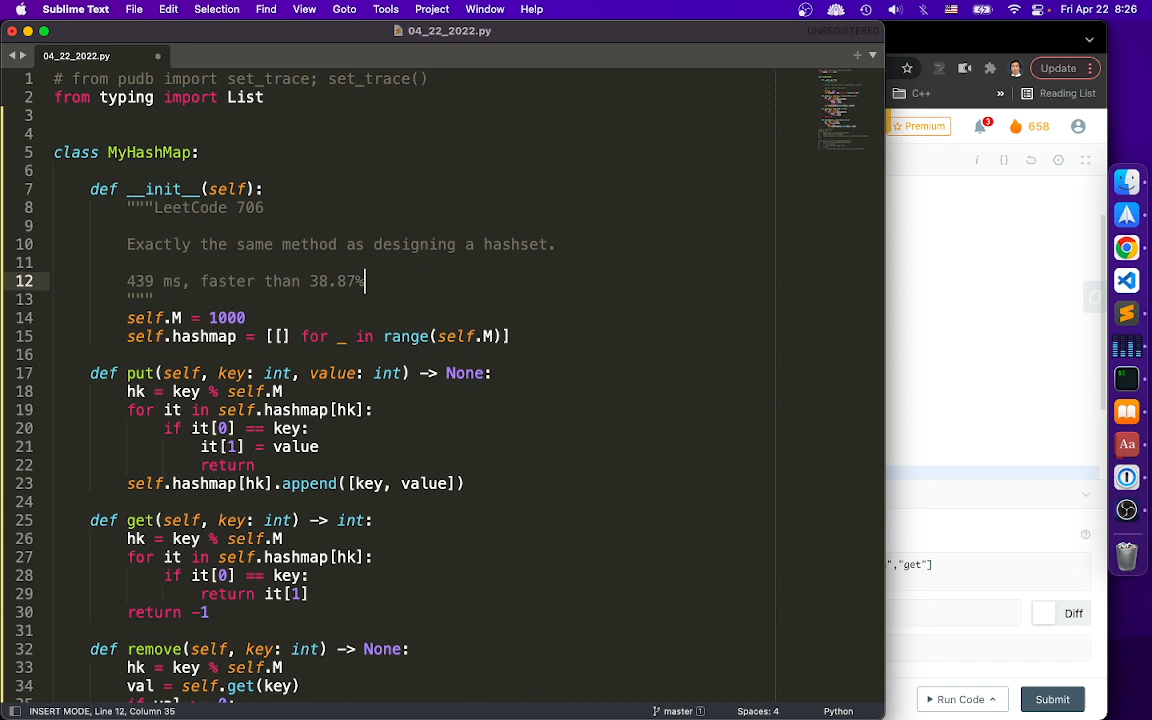 Sublime Text File Edit Selection Find View Goto Tools Project Window Help Fri Apr 22 8:26
04_22_2022.py UNREGISTERED
04_22_2022.py
1 # from pudb import set_trace; set_trace()
2 from typing import List
3
4
5 class MyHashMap:
6
7 def __init__(self):
8 """LeetCode 706
9
10 Exactly the same method as designing a hashset.
11
12 439 ms, faster than 38.87%
13 """
14 self.M = 1000
15 self.hashmap = [[] for _ in range(self.M)]
16
17 def put(self, key: int, value: int) -> None:
18 hk = key % self.M
19 for it in self.hashmap[hk]:
20 if it[0] == key:
21 it[1] = value
22 return
23 self.hashmap[hk].append([key, value])
24
25 def get(self, key: int) -> int:
26 hk = key % self.M
27 for it in self.hashmap[hk]:
28 if it[0] == key:
29 return it[1]
30 return -1
31
32 def remove(self, key: int) -> None:
33 hk = key % self.M
34 val = self.get(key)
INSERT MODE, Line 12, Column 35 master 1 Spaces: 4 Python
Update
C++ » Reading List
Premium 3 658
i {}
","get"]
Diff
Run Code Submit
Aa